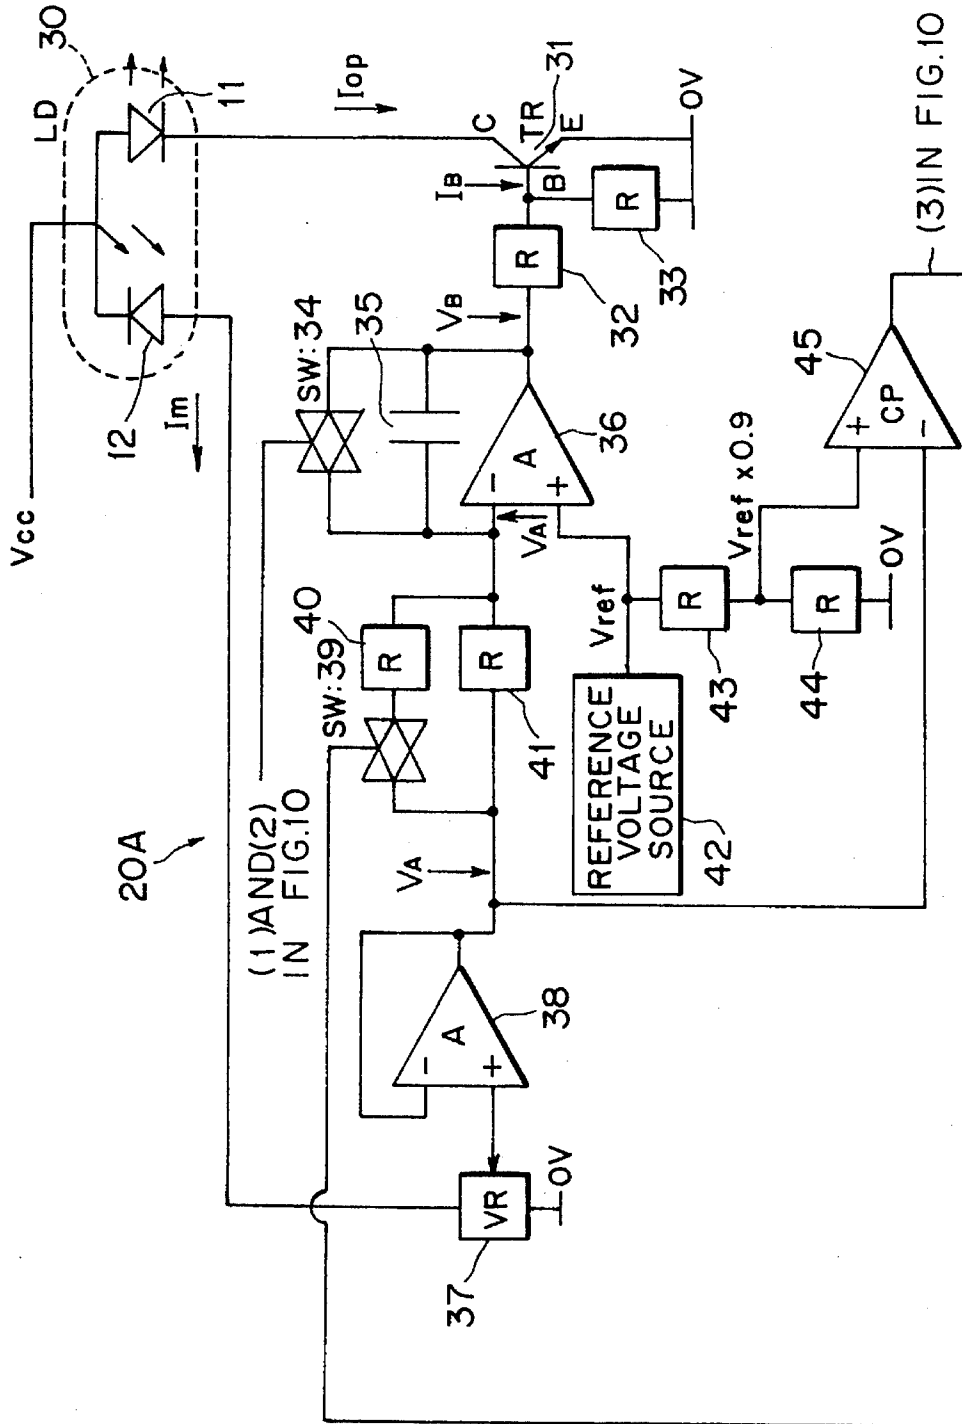 Vcc
LD
30
11
12
Im
Iop
C
TR
31
E
B
IB
R
33
0V
R
32
VB
SW:34
35
A
-
+
36
VA
20A
(1)AND(2)
IN FIG.10
SW:39
40
R
R
41
VA
A
-
+
38
VR
37
0V
REFERENCE
VOLTAGE
SOURCE
42
Vref
R
43
Vref x0.9
R
44
0V
CP
+
-
45
(3)IN FIG.10